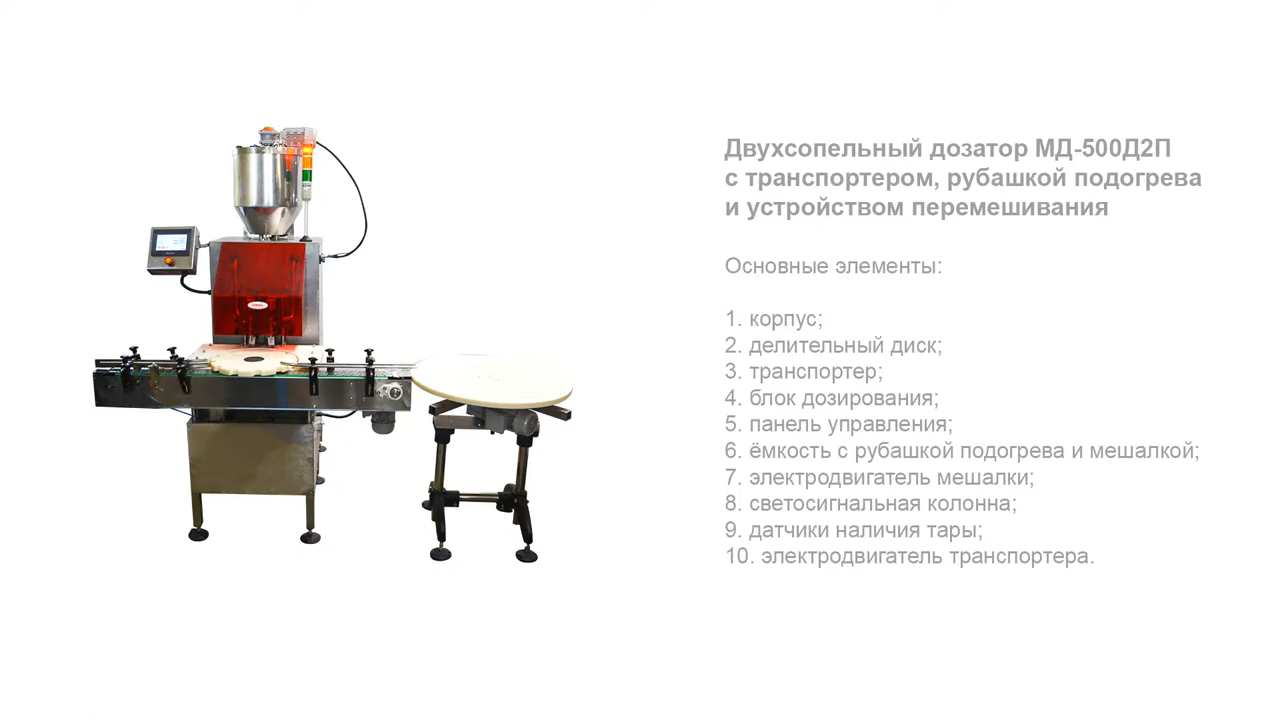 Двухсопельный дозатор МД-500Д2П
с транспортером, рубашкой подогрева
и устройством перемешивания
Основные элементы:
1. корпус;
2. делительный диск;
3. транспортер;
4. блок дозирования;
5. панель управления;
6. ёмкость с рубашкой подогрева и мешалкой;
7. электродвигатель мешалки;
8. светосигнальная колонна;
9. датчики наличия тары;
10. электродвигатель транспортера.